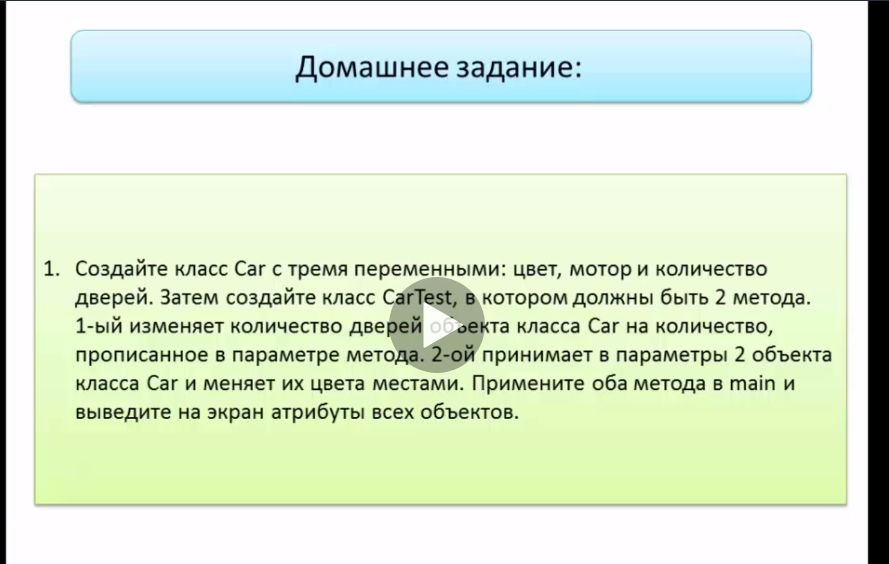 Домашнее задание:
1. Создайте класс Car с тремя переменными: цвет, мотор и количество
дверей. Затем создайте класс CarTest, в котором должны быть 2 метода.
1-ый изменяет количество дверей объекта класса Car на количество,
прописанное в параметре метода. 2-ой принимает в параметры 2 объекта
класса Car и меняет их цвета местами. Примените оба метода в main и
выведите на экран атрибуты всех объектов.